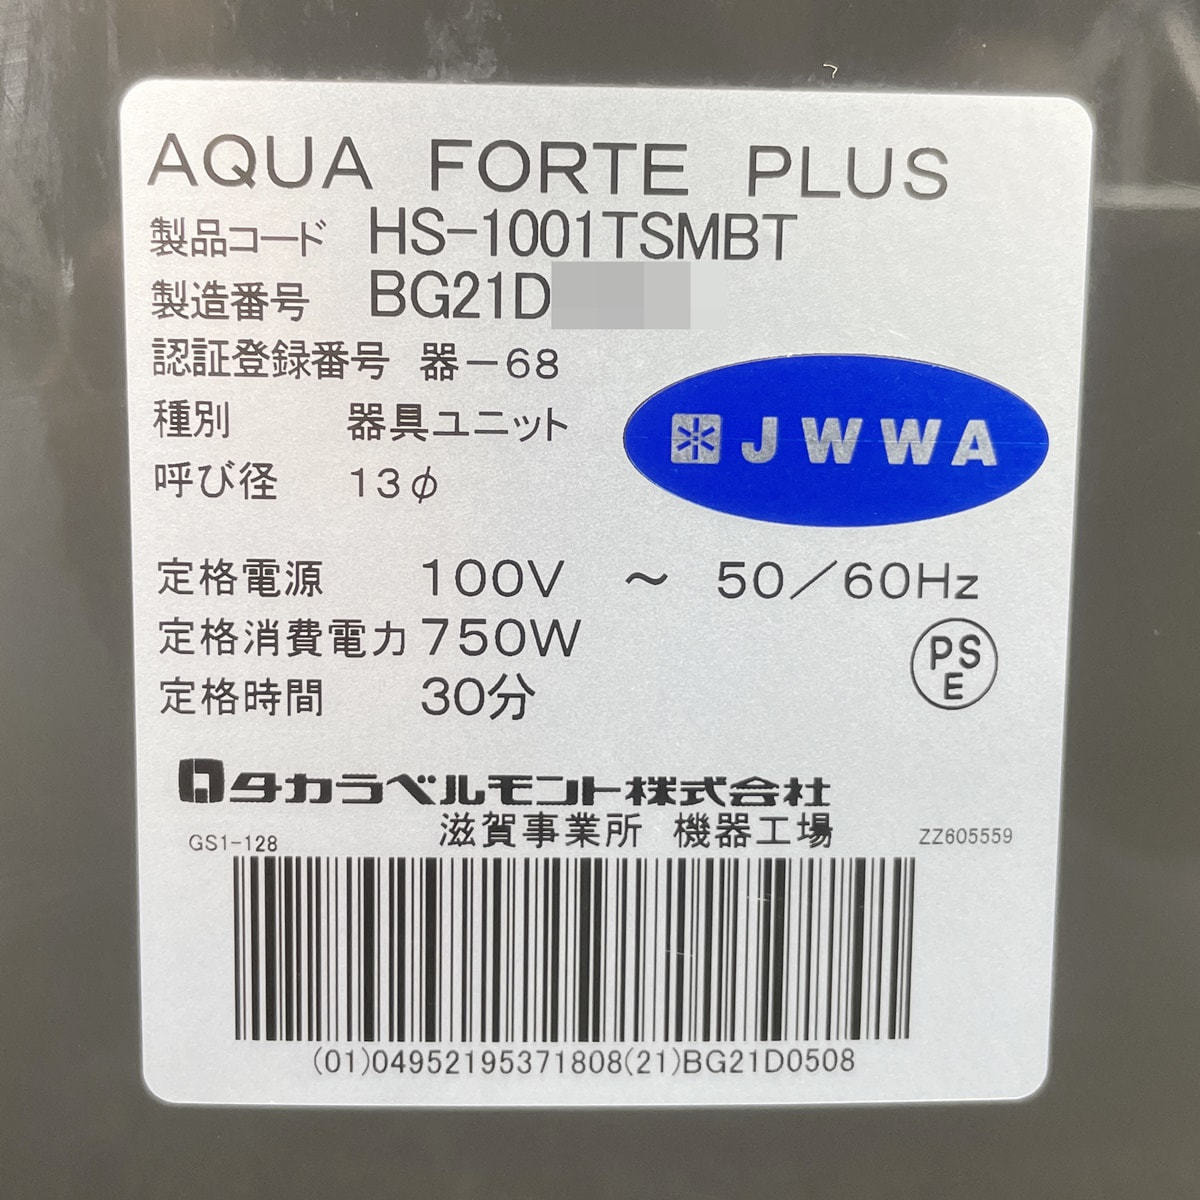 AQUA FORTE PLUS
製品コード HS-1001TSMBT
製造番号 BG21D
認証登録番号 器-68
種別 器具ユニット
呼び径 13φ
JWWA
定格電源 100V ～ 50／60Hz
定格消費電力 750W
定格時間 30分
PS
E
タカラベルモント株式会社
滋賀事業所 機器工場
GS1-128
ZZ605559
(01)04952195371808(21)BG21D0508